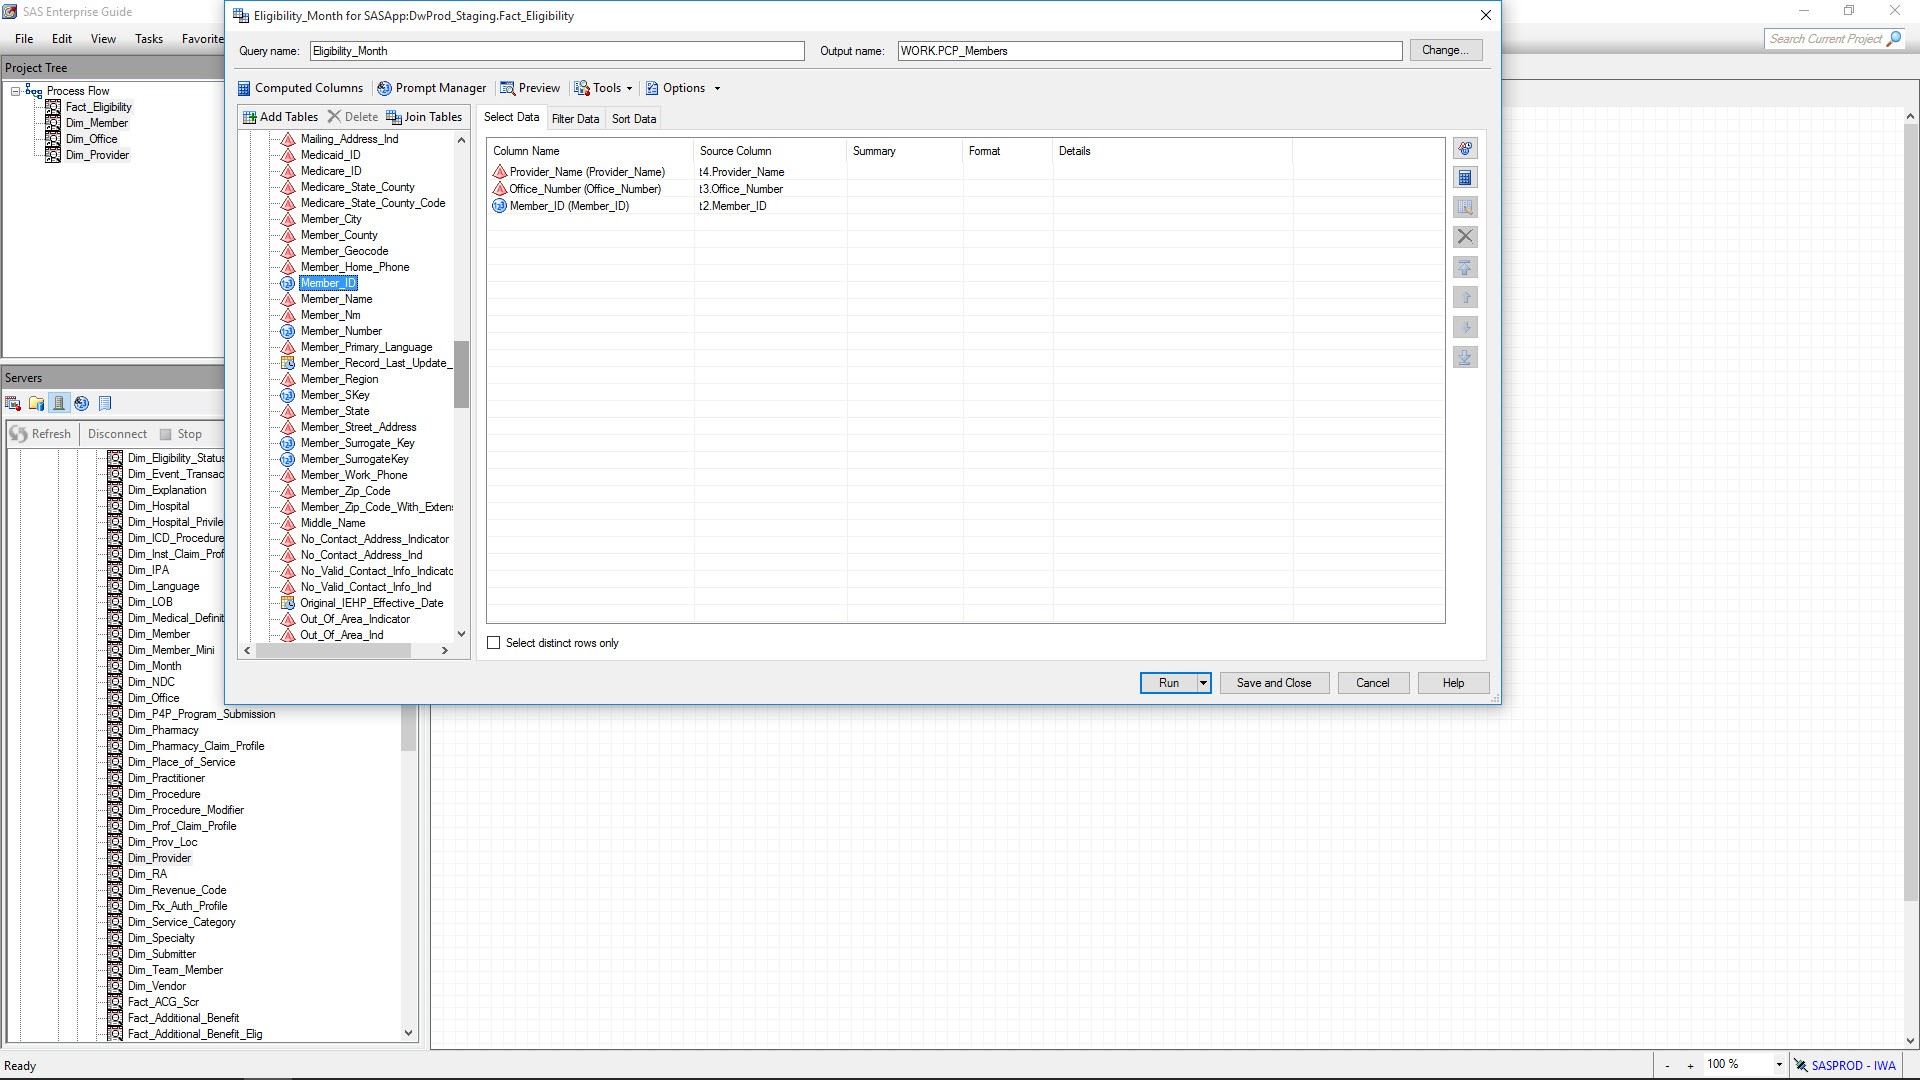 SAS Enterprise Guide
File Edit View Tasks Favorite
Search Current Project
Project Tree
Process Flow
Fact_Eligibility
Dim_Member
Dim_Office
Dim_Provider
Servers
Refresh Disconnect Stop
Dim_Eligibility_Status
Dim_Event_Transac
Dim_Explanation
Dim_Hospital
Dim_Hospital_Privile
Dim_ICD_Procedure
Dim_Inst_Claim_Prof
Dim_IPA
Dim_Language
Dim_LOB
Dim_Medical_Definit
Dim_Member
Dim_Member_Mini
Dim_Month
Dim_NDC
Dim_Office
Dim_P4P_Program_Submission
Dim_Pharmacy
Dim_Pharmacy_Claim_Profile
Dim_Place_of_Service
Dim_Practitioner
Dim_Procedure
Dim_Procedure_Modifier
Dim_Prof_Claim_Profile
Dim_Prov_Loc
Dim_Provider
Dim_RA
Dim_Revenue_Code
Dim_Rx_Auth_Profile
Dim_Service_Category
Dim_Specialty
Dim_Submitter
Dim_Team_Member
Dim_Vendor
Fact_ACG_Scr
Fact_Additional_Benefit
Fact_Additional_Benefit_Elig
Eligibility_Month for SASApp:DwProd_Staging.Fact_Eligibility
Query name: Eligibility_Month Output name: WORK.PCP_Members Change...
Computed Columns Prompt Manager Preview Tools Options
Add Tables Delete Join Tables
Mailing_Address_Ind
Medicaid_ID
Medicare_ID
Medicare_State_County
Medicare_State_County_Code
Member_City
Member_County
Member_Geocode
Member_Home_Phone
Member_ID
Member_Name
Member_Nm
Member_Number
Member_Primary_Language
Member_Record_Last_Update_
Member_Region
Member_SKey
Member_State
Member_Street_Address
Member_Surrogate_Key
Member_SurrogateKey
Member_Work_Phone
Member_Zip_Code
Member_Zip_Code_With_Extens
Middle_Name
No_Contact_Address_Indicator
No_Contact_Address_Ind
No_Valid_Contact_Info_Indicato
No_Valid_Contact_Info_Ind
Original_IEHP_Effective_Date
Out_Of_Area_Indicator
Out_Of_Area_Ind
Select Data Filter Data Sort Data
Column Name Source Column Summary Format Details
Provider_Name (Provider_Name) t4.Provider_Name
Office_Number (Office_Number) t3.Office_Number
Member_ID (Member_ID) t2.Member_ID
Select distinct rows only
Run Save and Close Cancel Help
Ready
- + 100 % SASPROD - IWA